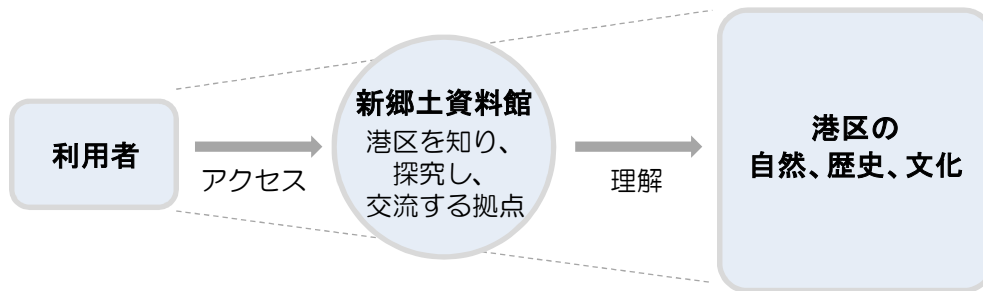 利用者
アクセス
新郷土資料館
港区を知り、
探究し、
交流する拠点
理解
港区の
自然、歴史、文化